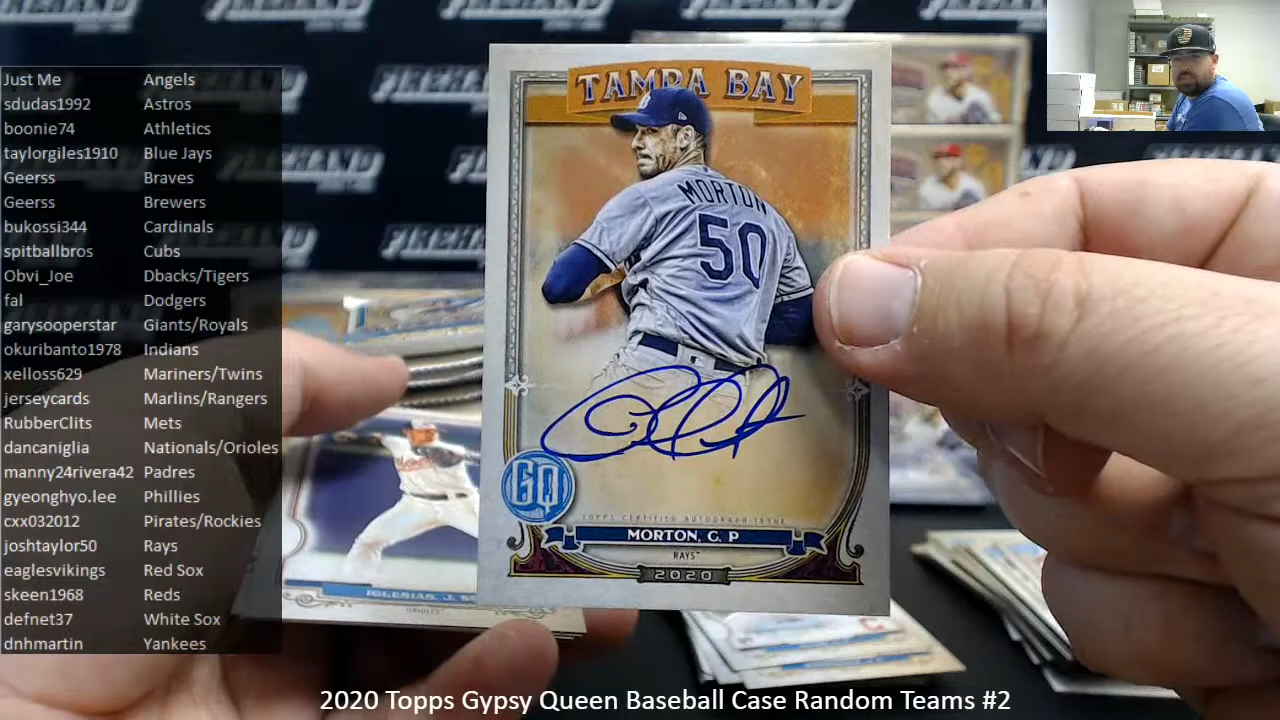 Just Me Angels
sdudas1992 Astros
boonie74 Athletics
taylorgiles1910 Blue Jays
Geerss Braves
Geerss Brewers
bukossi344 Cardinals
spitballbros Cubs
Obvi_Joe Dbacks/Tigers
fal Dodgers
garysooperstar Giants/Royals
okuribanto1978 Indians
xelloss629 Mariners/Twins
jerseycards Marlins/Rangers
RubberClits Mets
dancaniglia Nationals/Orioles
manny24rivera42 Padres
gyeonghyo.lee Phillies
cxx032012 Pirates/Rockies
joshtaylor50 Rays
eaglesvikings Red Sox
skeen1968 Reds
defnet37 White Sox
dnhmartin Yankees
TAMPA BAY
MORTON
50
GQ
TOPPS CERTIFIED AUTOGRAPH ISSUE
MORTON, C. P
RAYS
2020
IGLESIAS, J. S
ORIOLES
FIREHAND
2020 Topps Gypsy Queen Baseball Case Random Teams #2